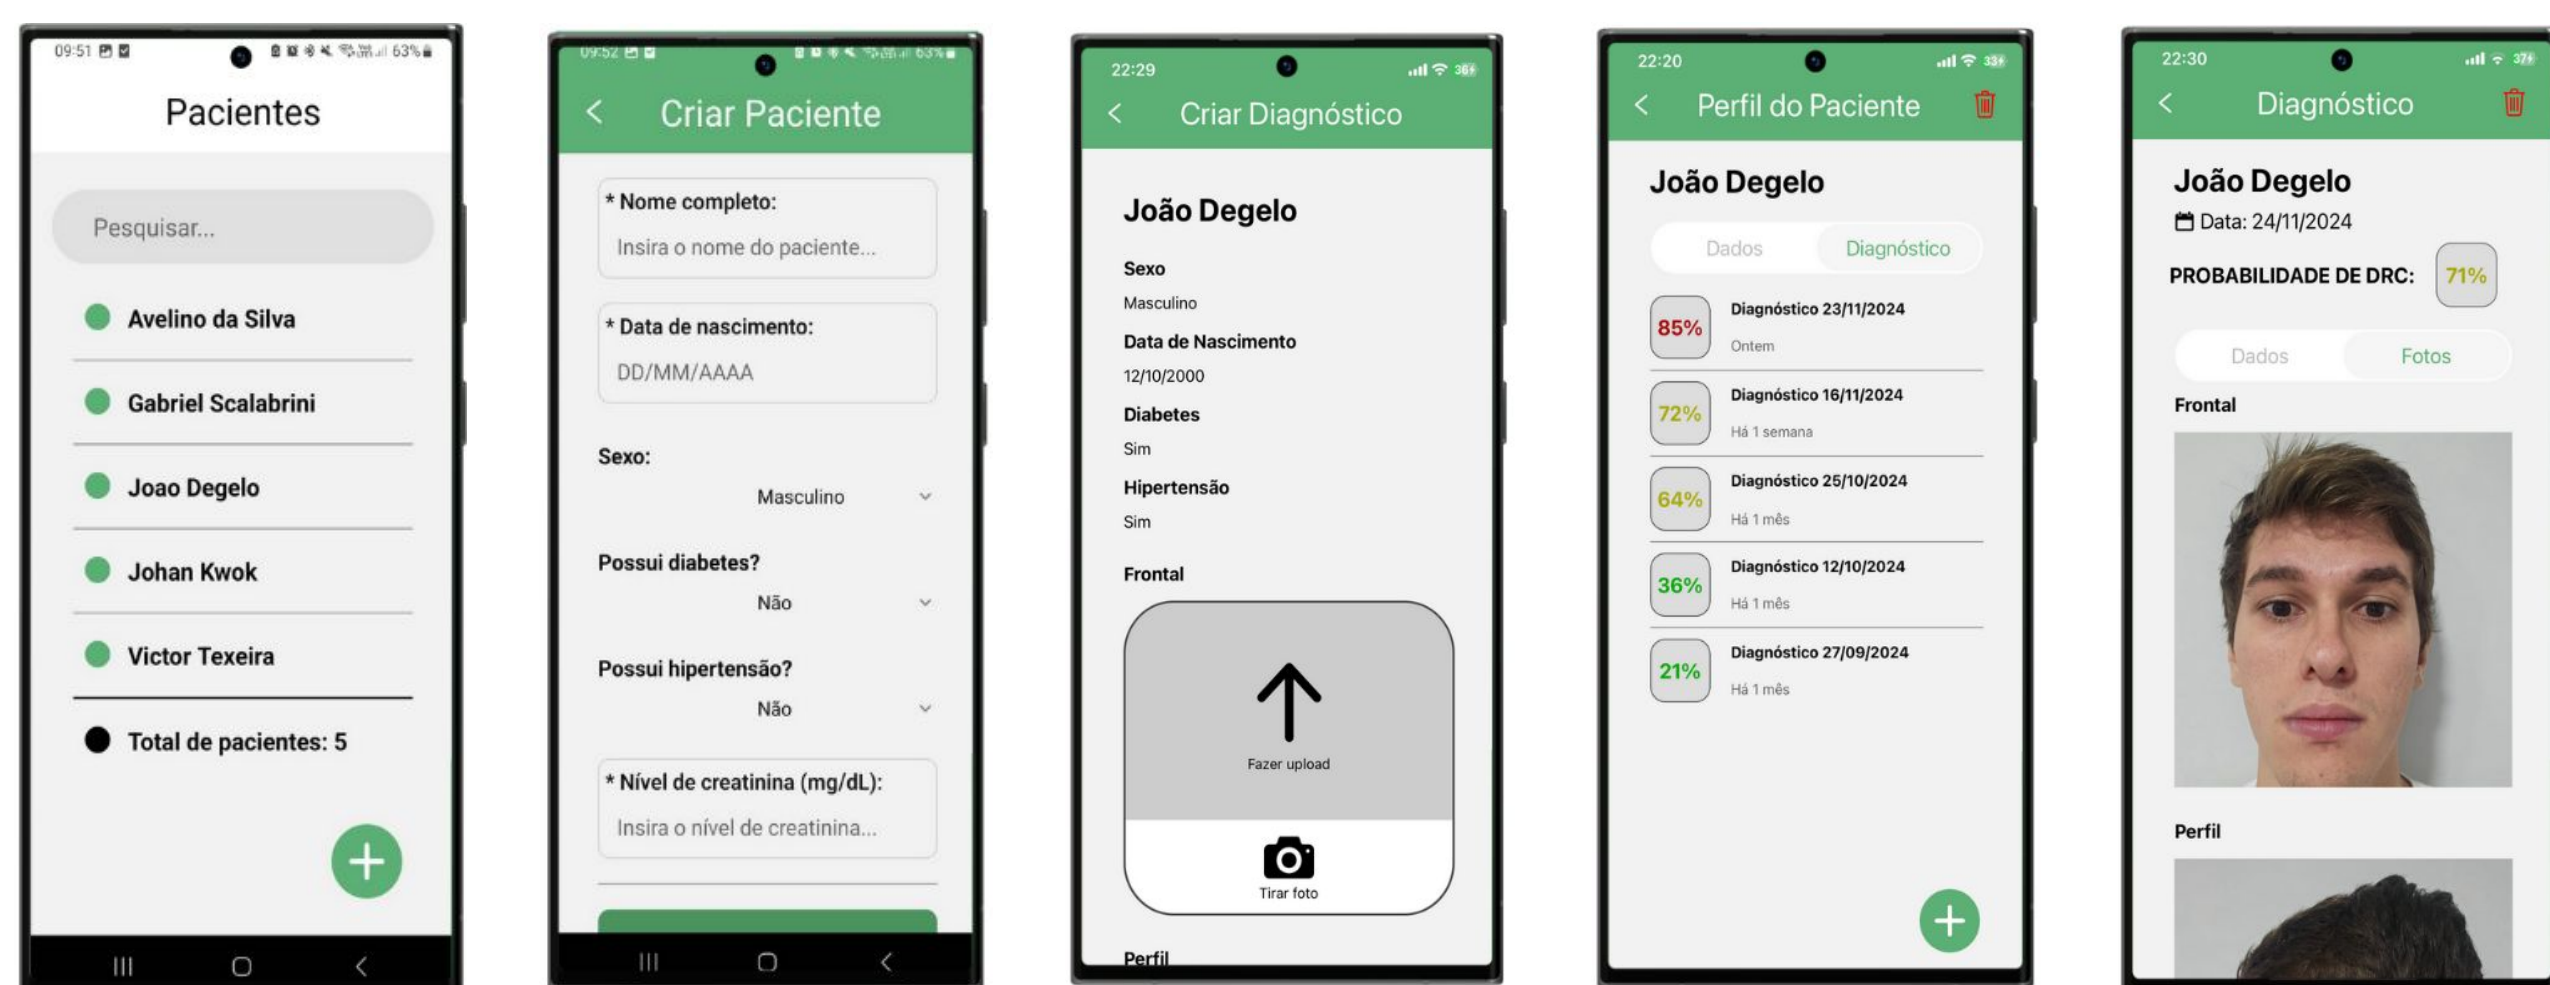 09:51 63%
Pacientes
Pesquisar...
Avelino da Silva
Gabriel Scalabrini
Joao Degelo
Johan Kwok
Victor Texeira
Total de pacientes: 5
+
09:52 63%
< Criar Paciente
* Nome completo:
Insira o nome do paciente...
* Data de nascimento:
DD/MM/AAAA
Sexo:
Masculino
Possui diabetes?
Não
Possui hipertensão?
Não
* Nível de creatinina (mg/dL):
Insira o nível de creatinina...
22:29 36
< Criar Diagnóstico
João Degelo
Sexo
Masculino
Data de Nascimento
12/10/2000
Diabetes
Sim
Hipertensão
Sim
Frontal
Fazer upload
Tirar foto
Perfil
22:20 33
< Perfil do Paciente
João Degelo
Dados Diagnóstico
85% Diagnóstico 23/11/2024
Ontem
72% Diagnóstico 16/11/2024
Há 1 semana
64% Diagnóstico 25/10/2024
Há 1 mês
36% Diagnóstico 12/10/2024
Há 1 mês
21% Diagnóstico 27/09/2024
Há 1 mês
+
22:30 37
< Diagnóstico
João Degelo
Data: 24/11/2024
PROBABILIDADE DE DRC: 71%
Dados Fotos
Frontal
Perfil